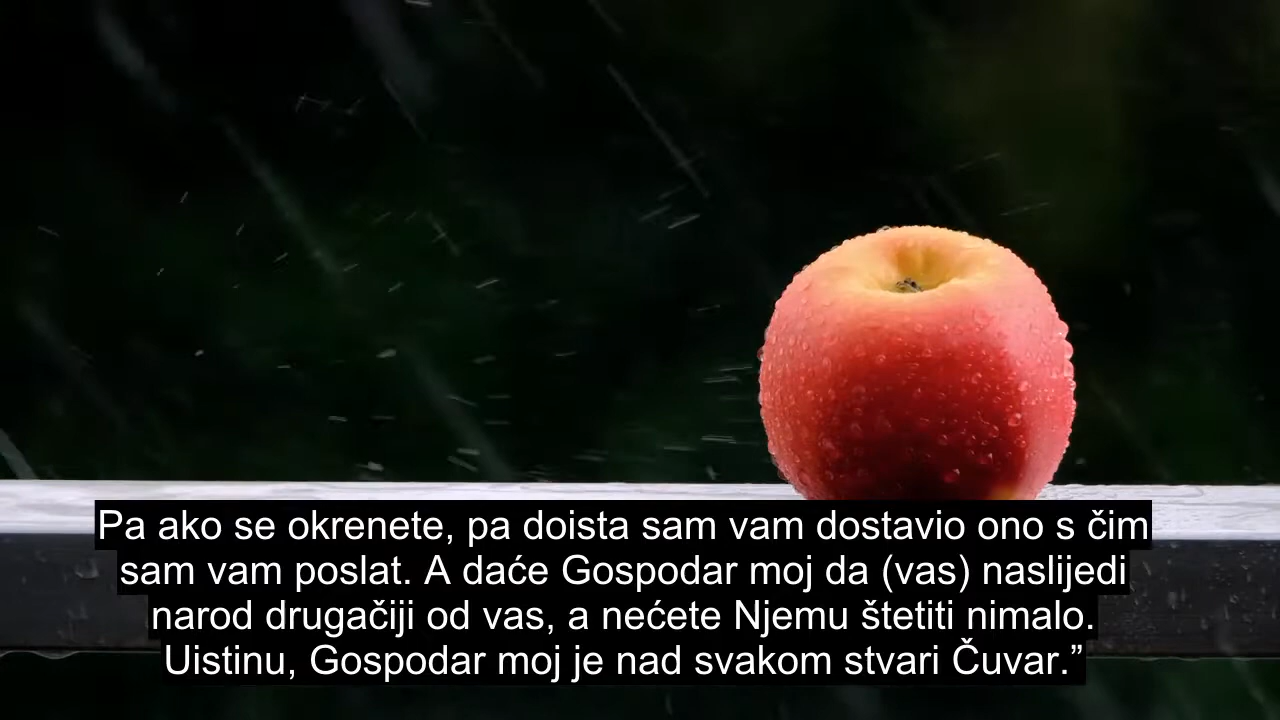 Pa ako se okrenete, pa doista sam vam dostavio ono s čim
sam vam poslat. A daće Gospodar moj da (vas) naslijedi
narod drugačiji od vas, a nećete Njemu štetiti nimalo.
Uistinu, Gospodar moj je nad svakom stvari Čuvar.”